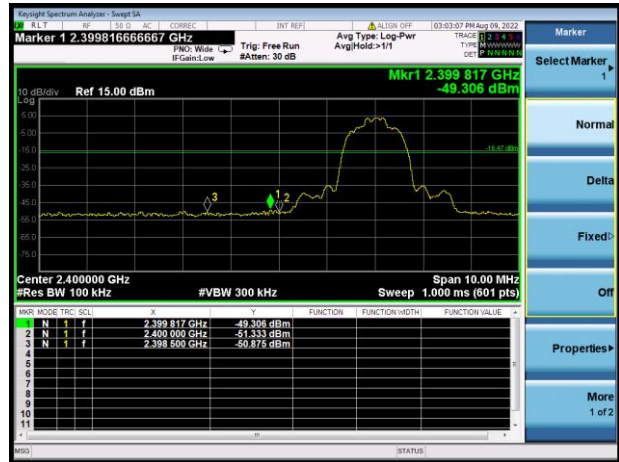 Keysight Spectrum Analyzer - Swept SA
RLT RF 50 Ω AC CORREC INT REF ALIGN OFF 03:03:07 PM Aug 09, 2022
Marker 1 2.399816666667 GHz
PNO: Wide
IFGain:Low
Trig: Free Run
#Atten: 30 dB
Avg Type: Log-Pwr
Avg|Hold:>1/1
TRACE 1 2 3 4 5 6
TYPE M WWWWW
DET P N N N N N
Mkr1 2.399 817 GHz
-49.306 dBm
10 dB/div Ref 15.00 dBm
Log
5.00
-5.00
-15.0
-16.47 dBm
-25.0
-35.0
-45.0
-55.0
-65.0
-75.0
3
1
2
Center 2.400000 GHz Span 10.00 MHz
#Res BW 100 kHz #VBW 300 kHz Sweep 1.000 ms (601 pts)
MKR MODE TRC SCL X Y FUNCTION FUNCTION WIDTH FUNCTION VALUE
1 N 1 f 2.399 817 GHz -49.306 dBm
2 N 1 f 2.400 000 GHz -51.333 dBm
3 N 1 f 2.398 500 GHz -50.875 dBm
4
5
6
7
8
9
10
11
MSG STATUS
Marker
Select Marker
1
Normal
Delta
Fixed
Off
Properties
More
1 of 2